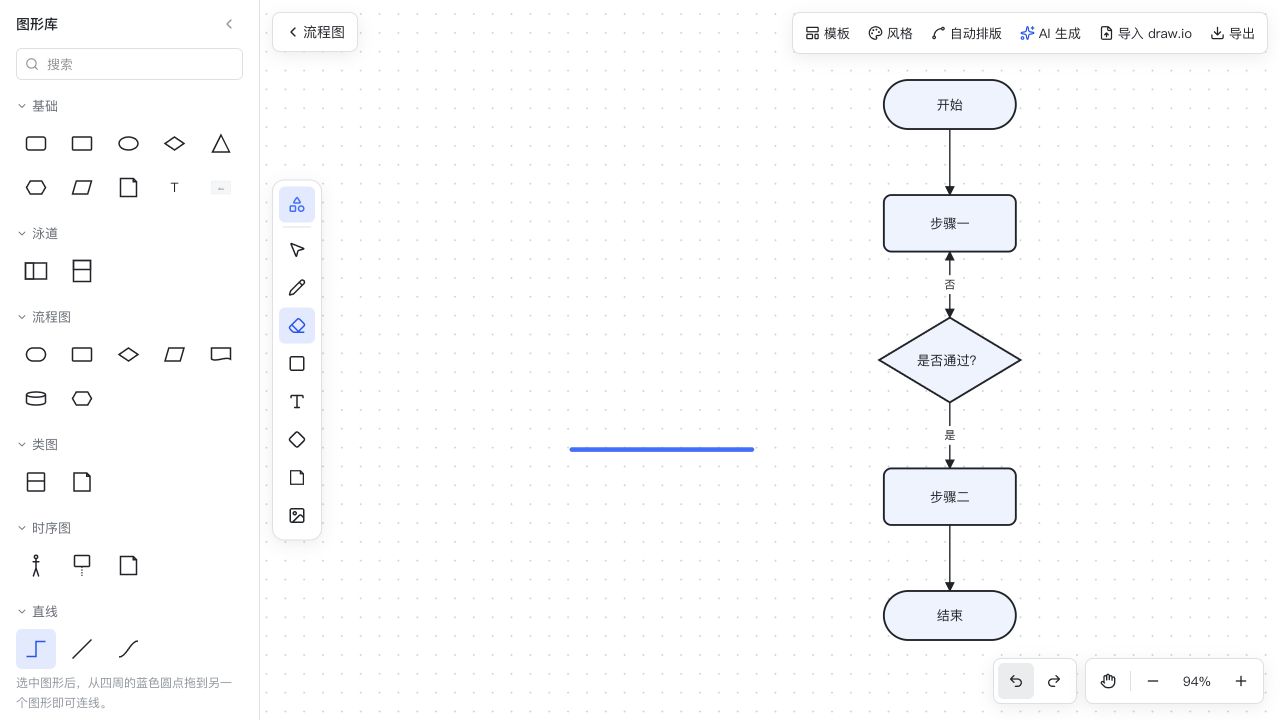 图形库
搜索
基础
T
泳道
流程图
类图
时序图
直线
选中图形后，从四周的蓝色圆点拖到另一
个图形即可连线。
流程图
模板
风格
自动排版
AI 生成
导入 draw.io
导出
开始
步骤一
否
是否通过?
是
步骤二
结束
94%